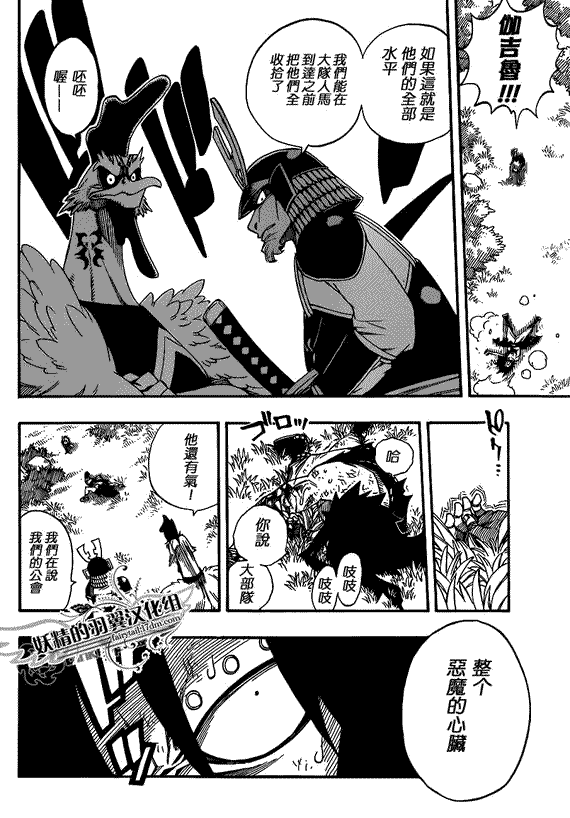 伽吉魯!!!
如果這就是
他們的全部
水平
我們能在
大隊人馬
到達之前
把他們全
收拾了
呸呸
喔——
哈
你說
大部隊
吱吱
吱吱
ゴロッ
他還有氣!
我們在說
我們的公會
妖精的羽翼汉化组
整个
惡魔的心臟